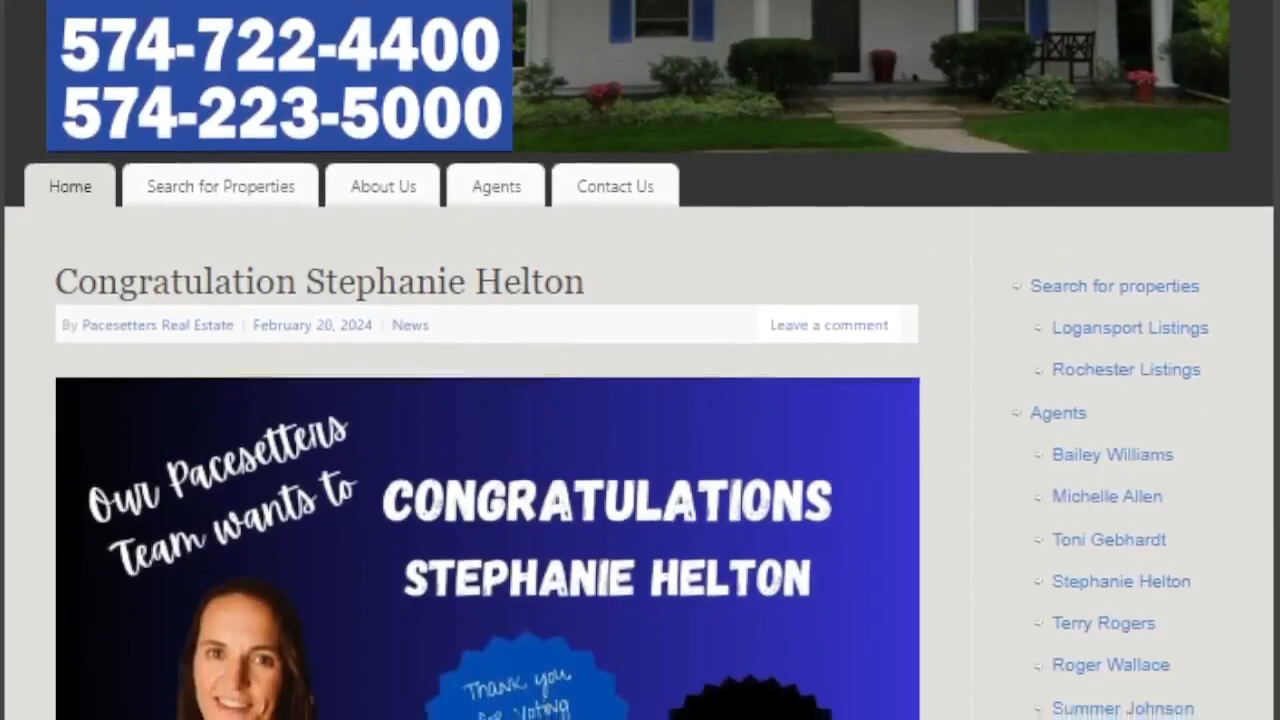 574-722-4400
574-223-5000
Home Search for Properties About Us Agents Contact Us
Congratulation Stephanie Helton
By Pacesetters Real Estate | February 20, 2024 | News Leave a comment
Our Pacesetters
Team wants to
CONGRATULATIONS
STEPHANIE HELTON
Thank you
for voting
Search for properties
Logansport Listings
Rochester Listings
Agents
Bailey Williams
Michelle Allen
Toni Gebhardt
Stephanie Helton
Terry Rogers
Roger Wallace
Summer Johnson